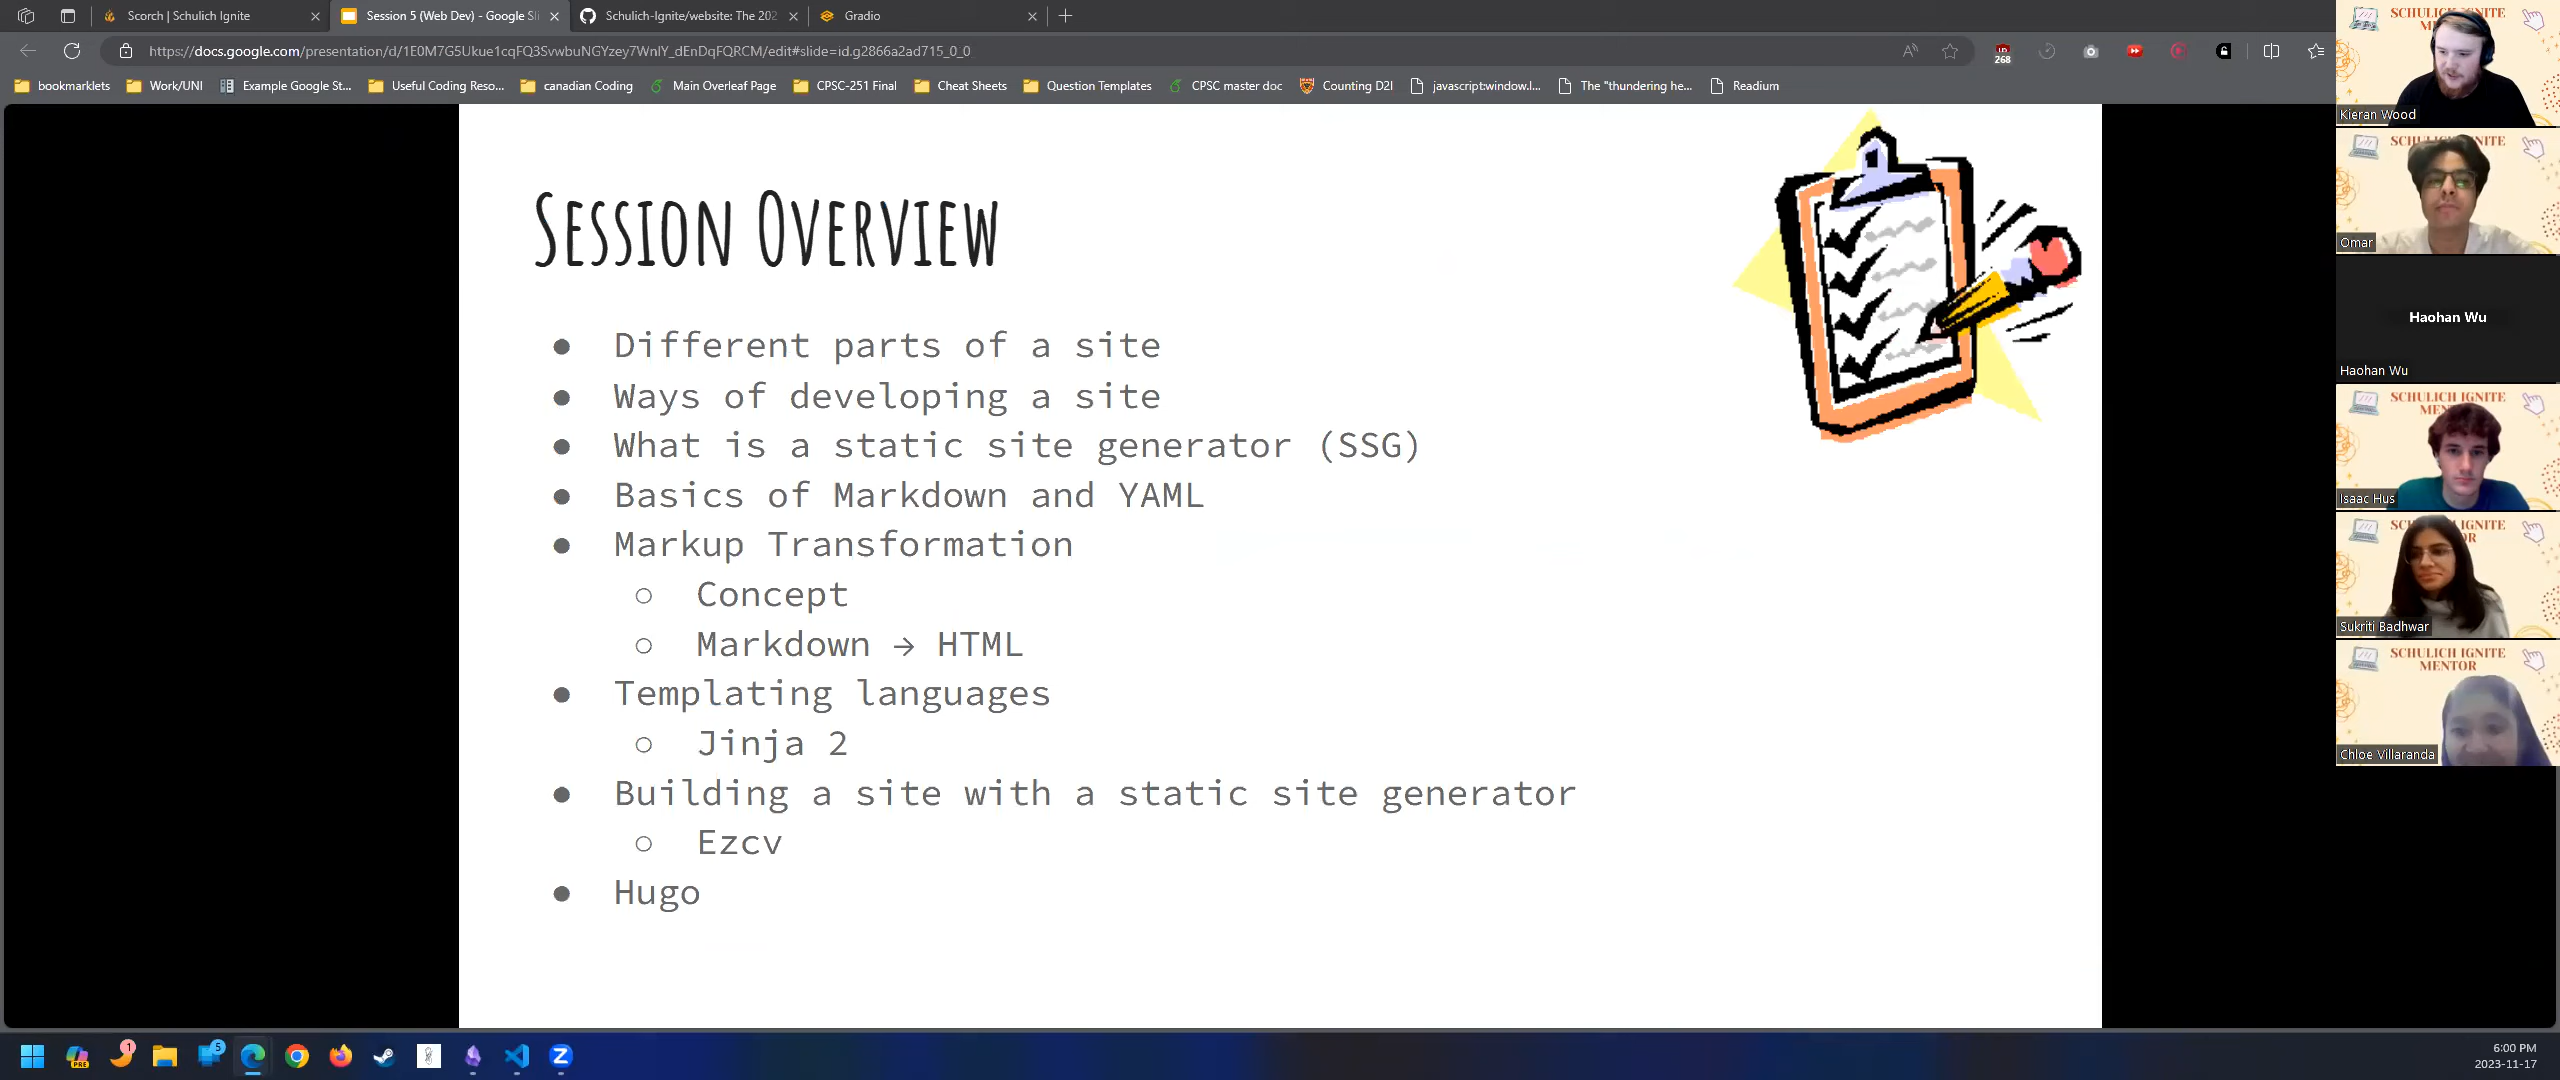 Scorch | Schulich Ignite
Session 5 (Web Dev) - Google Sli
Schulich-Ignite/website: The 202
Gradio
https://docs.google.com/presentation/d/1E0M7G5Ukue1cqFQ3SvwbuNGYzey7WnlY_dEnDqFQRCM/edit#slide=id.g2866a2ad715_0_0
268
bookmarklets
Work/UNI
Example Google St...
Useful Coding Reso...
canadian Coding
Main Overleaf Page
CPSC-251 Final
Cheat Sheets
Question Templates
CPSC master doc
Counting D2l
javascript:window.l...
The "thundering he...
Readium
SESSION OVERVIEW
● Different parts of a site
● Ways of developing a site
● What is a static site generator (SSG)
● Basics of Markdown and YAML
● Markup Transformation
○ Concept
○ Markdown → HTML
● Templating languages
○ Jinja 2
● Building a site with a static site generator
○ Ezcv
● Hugo
Kieran Wood
Omar
Haohan Wu
Haohan Wu
SCHULICH IGNITE
Isaac Hus
Sukriti Badhwar
SCHULICH IGNITE
MENTOR
Chloe Villaranda
1
5
PRE
6:00 PM
2023-11-17